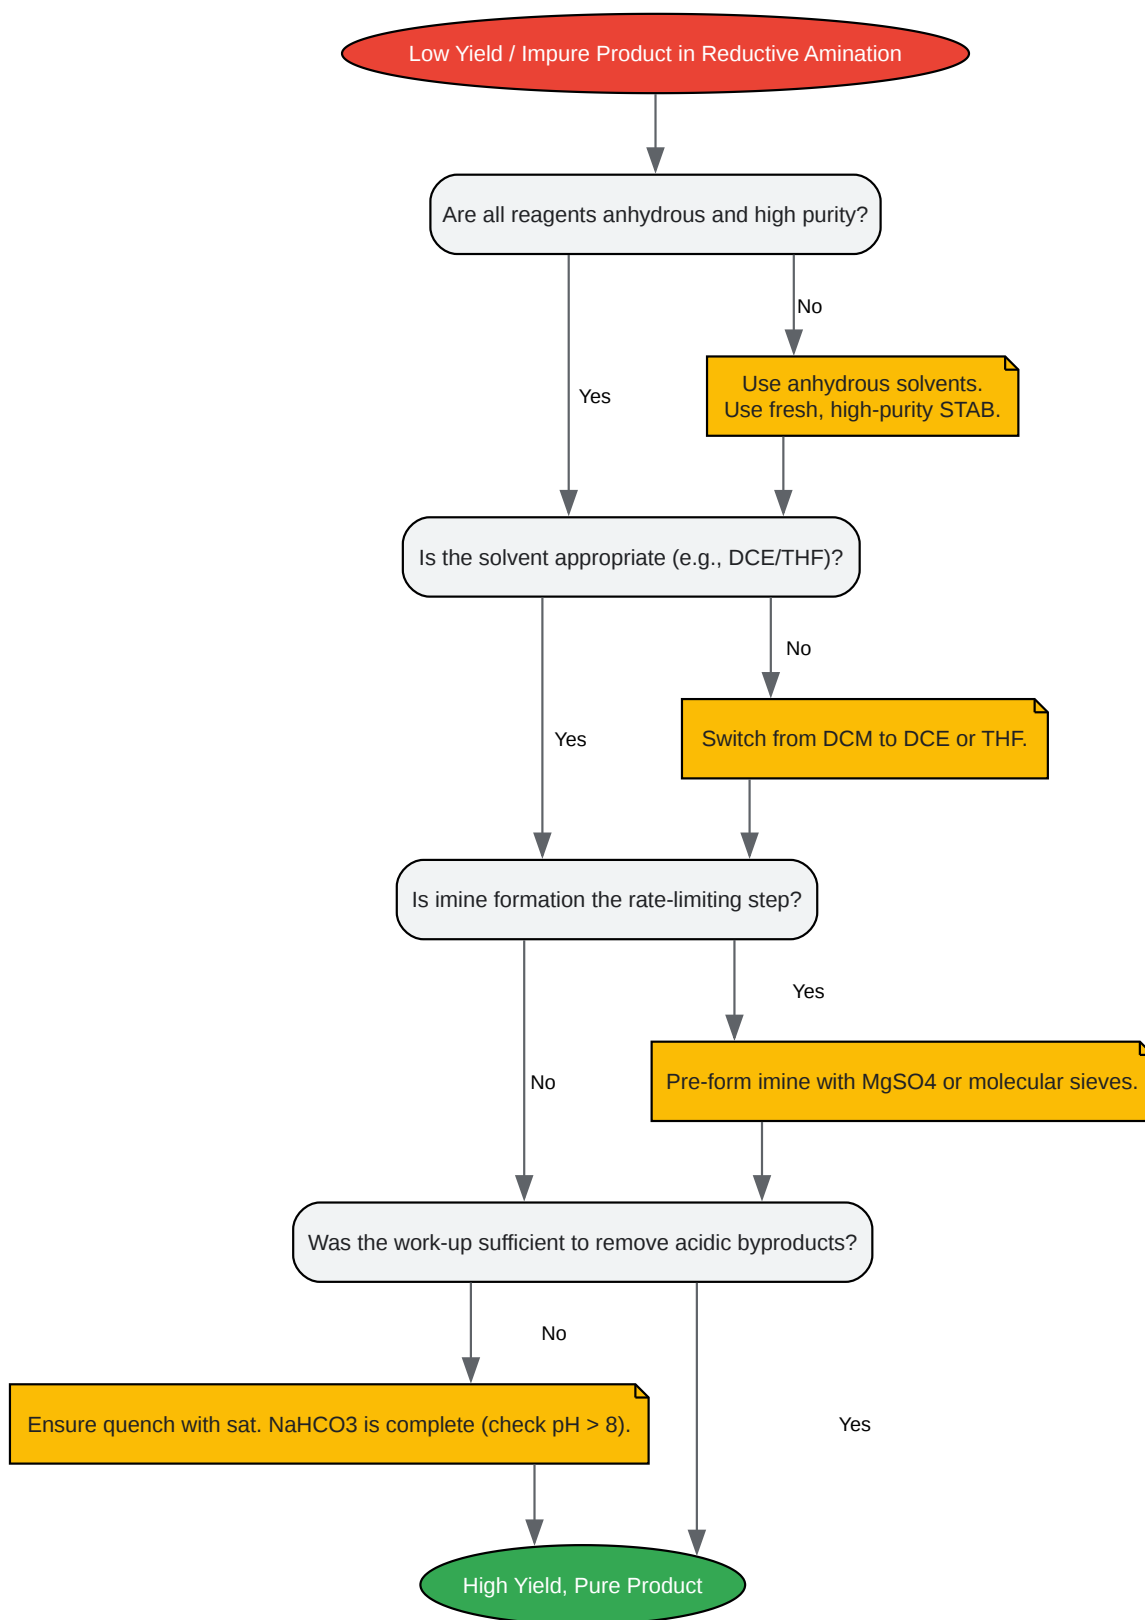 Low Yield / Impure Product in Reductive Amination
Are all reagents anhydrous and high purity?
No
Use anhydrous solvents.
Use fresh, high-purity STAB.
Yes
Is the solvent appropriate (e.g., DCE/THF)?
No
Switch from DCM to DCE or THF.
Yes
Is imine formation the rate-limiting step?
Yes
Pre-form imine with MgSO4 or molecular sieves.
No
Was the work-up sufficient to remove acidic byproducts?
No
Ensure quench with sat. NaHCO3 is complete (check pH > 8).
Yes
High Yield, Pure Product